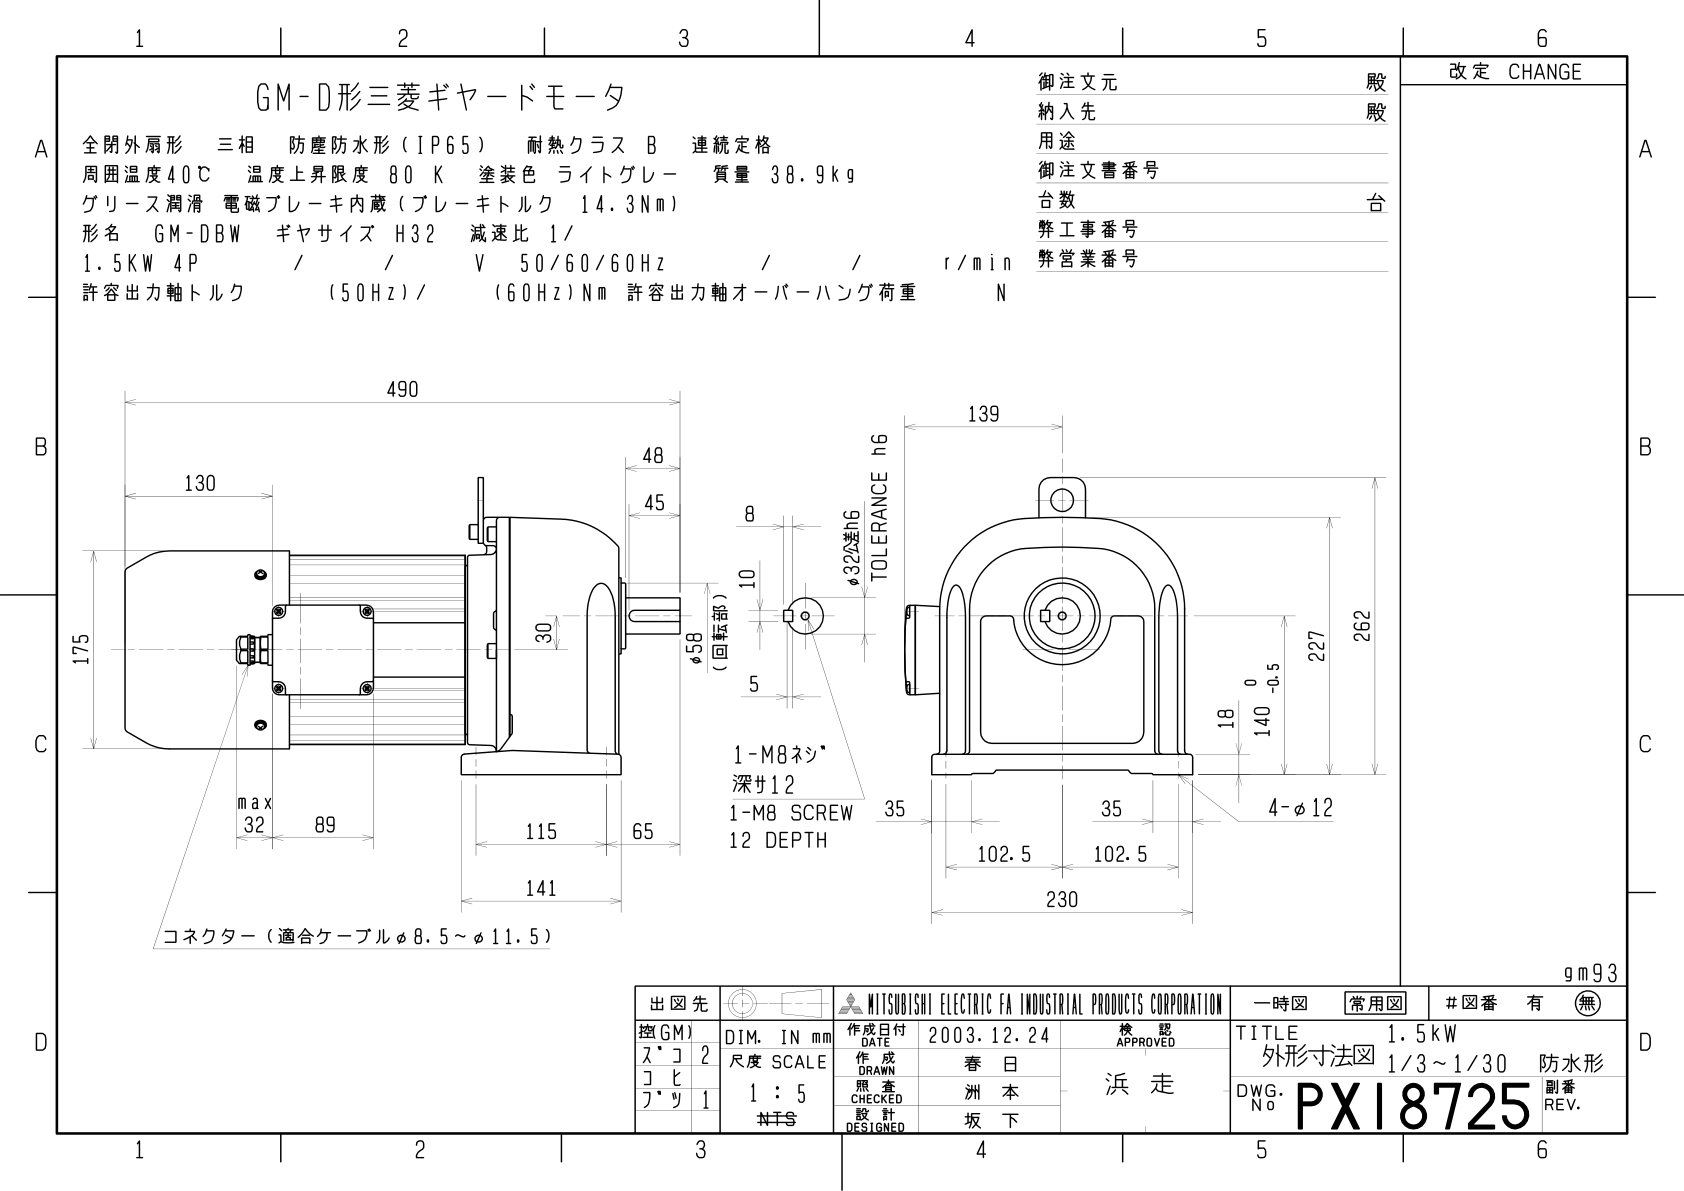 1 2 3 4 5 6
改定 CHANGE
GM-D形三菱ギヤードモータ
全閉外扇形 三相 防塵防水形(IP65) 耐熱クラス B 連続定格
周囲温度40℃ 温度上昇限度 80 K 塗装色 ライトグレー 質量 38.9kg
グリース潤滑 電磁ブレーキ内蔵(ブレーキトルク 14.3Nm)
形名 GM-DBW ギヤサイズ H32 減速比 1/
1.5KW 4P / / V 50/60/60Hz / / r/min
許容出力軸トルク (50Hz)/ (60Hz)Nm 許容出力軸オーバーハング荷重 N
御注文元 殿
納入先 殿
用途
御注文書番号
台数 台
弊工事番号
弊営業番号
A A
B B
C C
D D
490
130
48
45
175
30
φ58
(回転部)
max
32
89
115
65
141
コネクター(適合ケーブルφ8.5~φ11.5)
8
10
5
φ32公差h6
TOLERANCE h6
1-M8ネジ
深サ12
1-M8 SCREW
12 DEPTH
139
262
227
140 0 -0.5
18
35
35
4-φ12
102.5
102.5
230
gm93
出図先
控(GM)
ズコ 2
コヒ
ブツ 1
DIM. IN mm
尺度 SCALE
1 : 5
NTS
MITSUBISHI ELECTRIC FA INDUSTRIAL PRODUCTS CORPORATION
作成日付 DATE 2003.12.24
検認 APPROVED
作成 DRAWN 春日
照査 CHECKED 洲本
設計 DESIGNED 坂下
浜走
一時図 常用図 #図番 有 無
TITLE 1.5kW
外形寸法図 1/3~1/30 防水形
DWG. No PX18725
副番 REV.
1 2 3 4 5 6